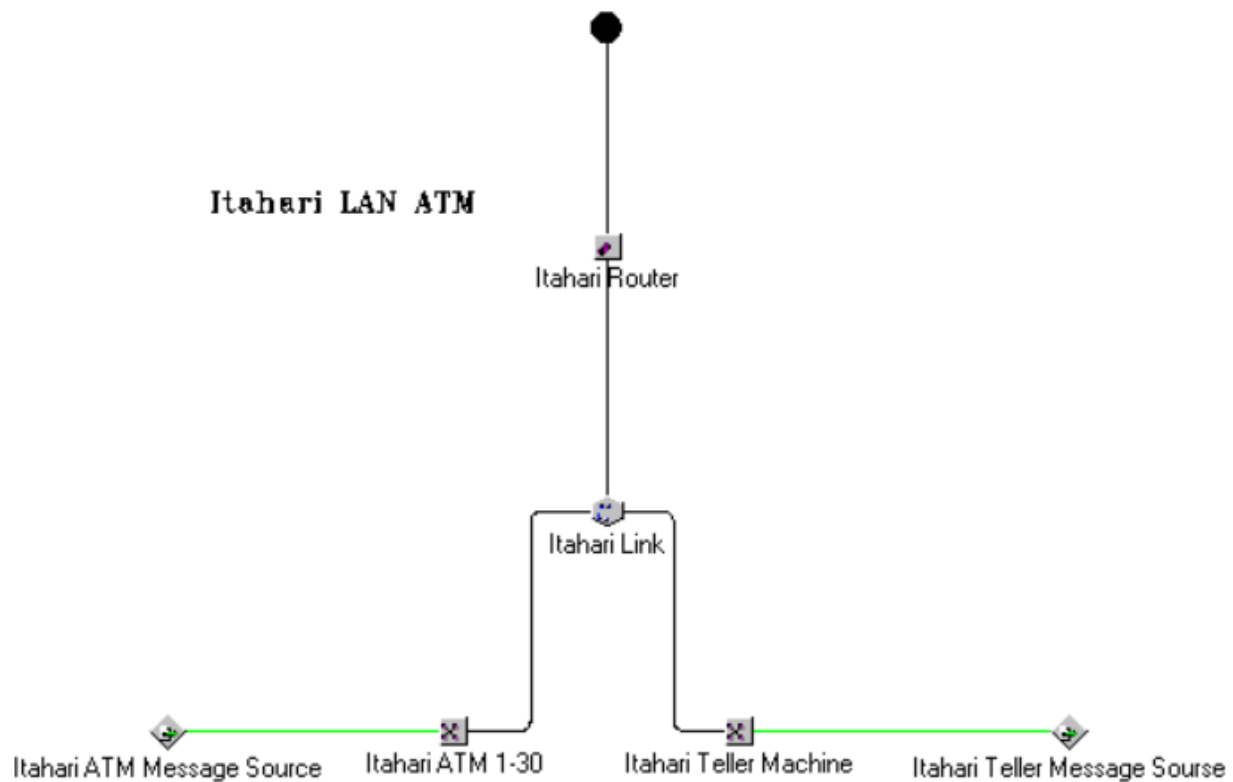 Itahari LAN ATM
Itahari Router
Itahari Link
Itahari ATM Message Source
Itahari ATM 1-30
Itahari Teller Machine
Itahari Teller Message Sourse